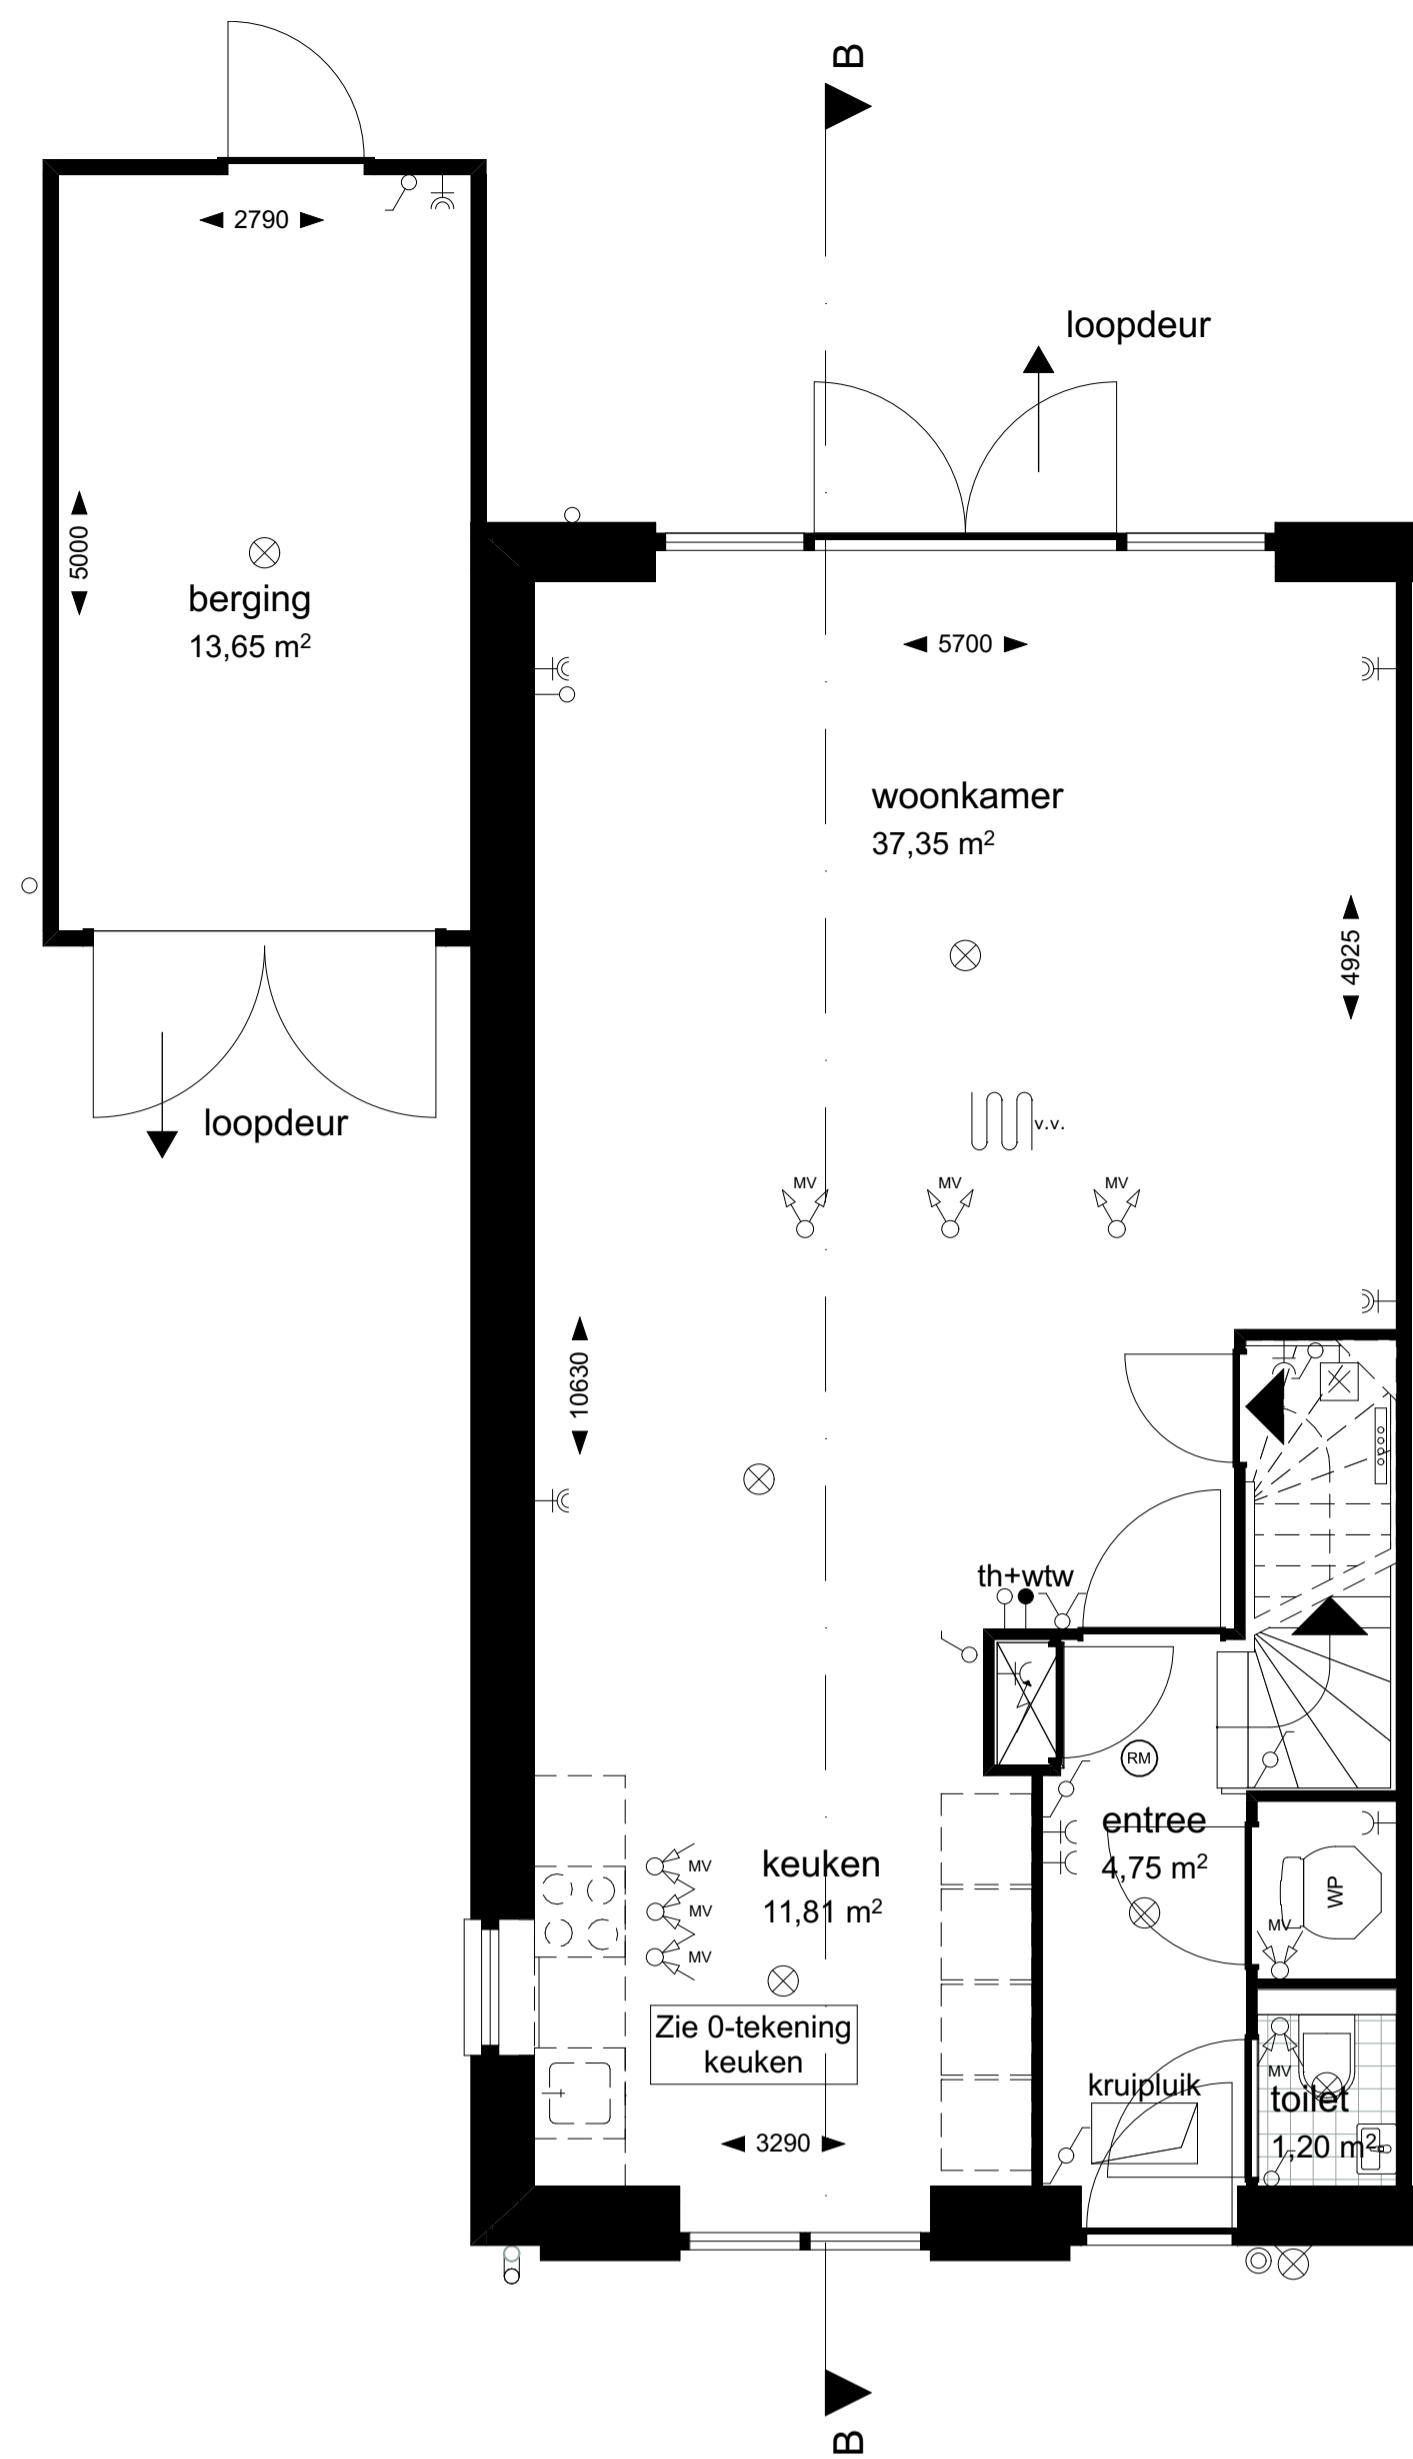 B
2790
loopdeur
5000
berging
13,65 m²
5700
woonkamer
37,35 m²
4925
loopdeur
v.v.
MV
MV
MV
10630
th+wtw
RM
entree
4,75 m²
keuken
11,81 m²
MV
MV
MV
WP
MV
Zie 0-tekening
keuken
kruipluik
MV
toilet
1,20 m²
3290
B